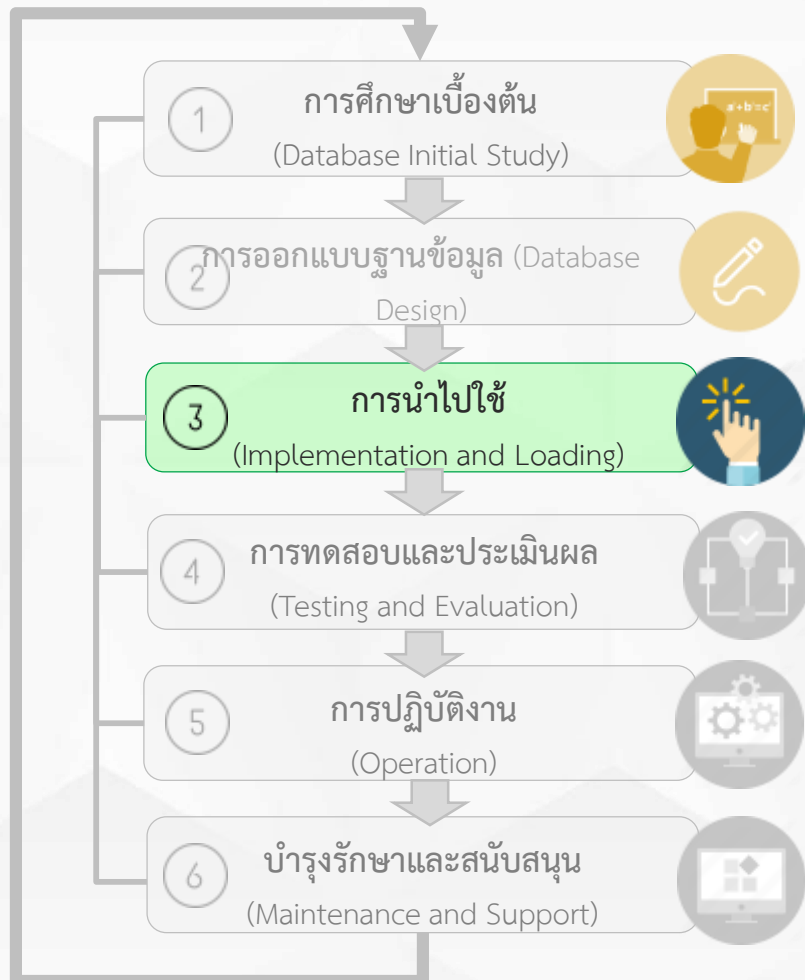 1
การศึกษาเบื้องต้น
(Database Initial Study)
a²+b²=c²
2
การออกแบบฐานข้อมูล (Database
Design)
3
การนำไปใช้
(Implementation and Loading)
4
การทดสอบและประเมินผล
(Testing and Evaluation)
5
การปฏิบัติงาน
(Operation)
6
บำรุงรักษาและสนับสนุน
(Maintenance and Support)